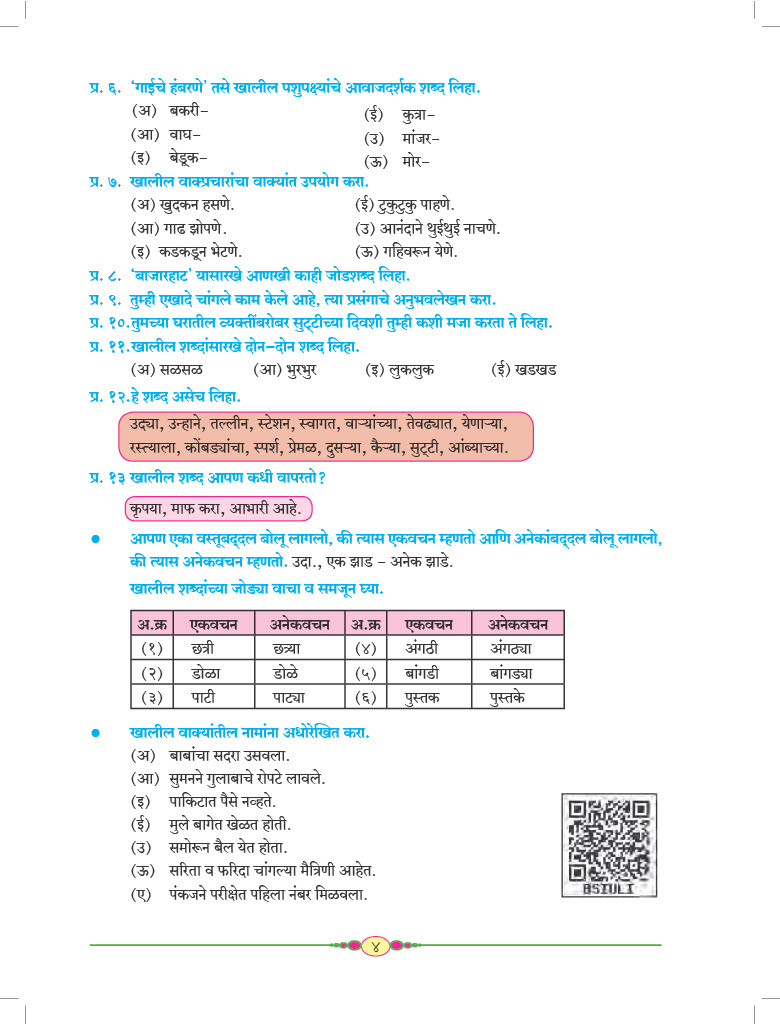 प्र. ६. ‘गाईचे हंबरणे’ तसे खालील पशुपक्ष्यांचे आवाजदर्शक शब्द लिहा.
(अ) बकरी– (ई) कुत्रा–
(आ) वाघ– (उ) मांजर–
(इ) बेडूक– (ऊ) मोर–
प्र. ७. खालील वाक्प्रचारांचा वाक्यांत उपयोग करा.
(अ) खुदकन हसणे. (ई) टुकुटुकु पाहणे.
(आ) गाढ झोपणे. (उ) आनंदाने थुईथुई नाचणे.
(इ) कडकडून भेटणे. (ऊ) गहिवरून येणे.
प्र. ८. ‘बाजारहाट’ यासारखे आणखी काही जोडशब्द लिहा.
प्र. ९. तुम्ही एखादे चांगले काम केले आहे, त्या प्रसंगाचे अनुभवलेखन करा.
प्र. १०.तुमच्या घरातील व्यक्तींबरोबर सुट्टीच्या दिवशी तुम्ही कशी मजा करता ते लिहा.
प्र. ११.खालील शब्दांसारखे दोन–दोन शब्द लिहा.
(अ) सळसळ (आ) भुरभुर (इ) लुकलुक (ई) खडखड
प्र. १२.हे शब्द असेच लिहा.
उद्या, उन्हाने, तल्लीन, स्टेशन, स्वागत, वाऱ्यांच्या, तेवढ्यात, येणाऱ्या,
रस्त्याला, कोंबड्यांचा, स्पर्श, प्रेमळ, दुसऱ्या, कैऱ्या, सुट्टी, आंब्याच्या.
प्र. १३ खालील शब्द आपण कधी वापरतो?
कृपया, माफ करा, आभारी आहे.
● आपण एका वस्तूबद्दल बोलू लागलो, की त्यास एकवचन म्हणतो आणि अनेकांबद्दल बोलू लागलो,
की त्यास अनेकवचन म्हणतो. उदा., एक झाड – अनेक झाडे.
खालील शब्दांच्या जोड्या वाचा व समजून घ्या.
अ.क्र एकवचन अनेकवचन अ.क्र एकवचन अनेकवचन
(१) छत्री छत्र्या (४) अंगठी अंगठ्या
(२) डोळा डोळे (५) बांगडी बांगड्या
(३) पाटी पाट्या (६) पुस्तक पुस्तके
● खालील वाक्यांतील नामांना अधोरेखित करा.
(अ) बाबांचा सदरा उसवला.
(आ) सुमनने गुलाबाचे रोपटे लावले.
(इ) पाकिटात पैसे नव्हते.
(ई) मुले बागेत खेळत होती.
(उ) समोरून बैल येत होता.
(ऊ) सरिता व फरिदा चांगल्या मैत्रिणी आहेत.
(ए) पंकजने परीक्षेत पहिला नंबर मिळवला.
BSIULI
४